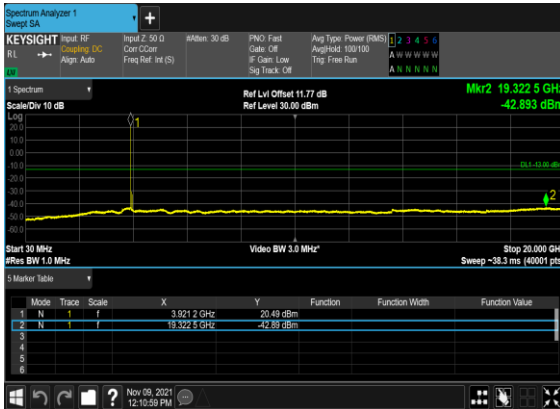 Spectrum Analyzer 1
Swept SA
KEYSIGHT
RL
Input: RF
Coupling: DC
Align: Auto
Input Z: 50 Ω
Corr CCorr
Freq Ref: Int (S)
#Atten: 30 dB
PNO: Fast
Gate: Off
IF Gain: Low
Sig Track: Off
Avg Type: Power (RMS)
Avg|Hold: 100/100
Trig: Free Run
1 2 3 4 5 6
A W W W W W
A N N N N N
1 Spectrum
Scale/Div 10 dB
Ref Lvl Offset 11.77 dB
Ref Level 30.00 dBm
Mkr2 19.322 5 GHz
-42.893 dBm
Log
20.0
10.0
0.00
-10.0
-20.0
-30.0
-40.0
-50.0
-60.0
1
DL1 -13.00 dBm
2
Start 30 MHz
#Res BW 1.0 MHz
Video BW 3.0 MHz*
Stop 20.000 GHz
Sweep ~38.3 ms (40001 pts)
5 Marker Table
Mode Trace Scale X Y Function Function Width Function Value
1 N 1 f 3.921 2 GHz 20.49 dBm
2 N 1 f 19.322 5 GHz -42.89 dBm
3
4
5
6
?
Nov 09, 2021
12:10:59 PM